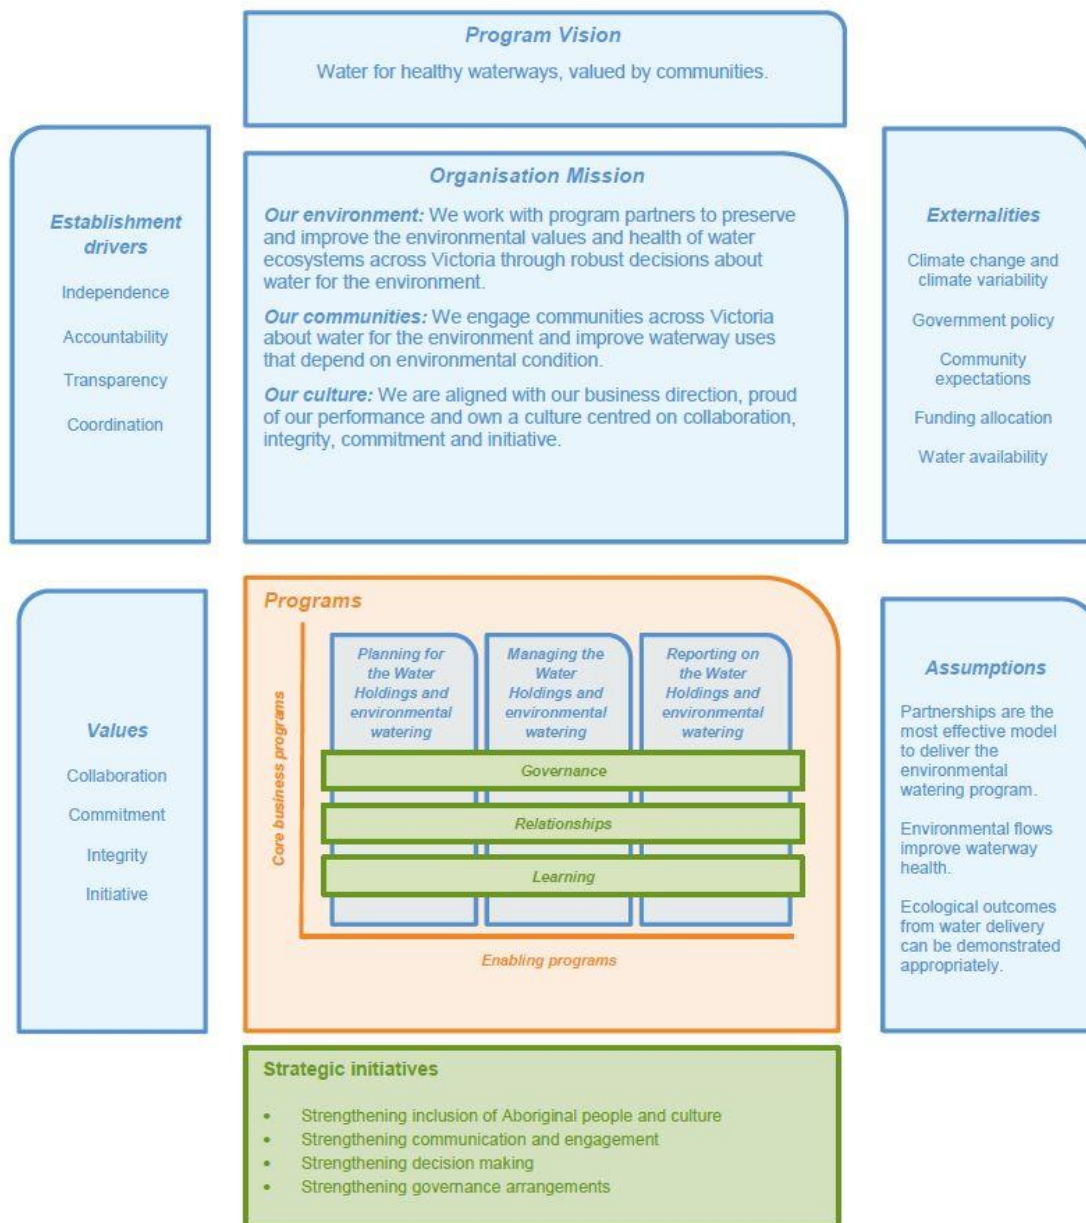 Program Vision
Water for healthy waterways, valued by communities.
Establishment
drivers
Independence
Accountability
Transparency
Coordination
Organisation Mission
Our environment: We work with program partners to preserve
and improve the environmental values and health of water
ecosystems across Victoria through robust decisions about
water for the environment.
Our communities: We engage communities across Victoria
about water for the environment and improve waterway uses
that depend on environmental condition.
Our culture: We are aligned with our business direction, proud
of our performance and own a culture centred on collaboration,
integrity, commitment and initiative.
Externalities
Climate change and
climate variability
Government policy
Community
expectations
Funding allocation
Water availability
Values
Collaboration
Commitment
Integrity
Initiative
Programs
Core business programs
Planning for
the Water
Holdings and
environmental
watering
Managing the
Water
Holdings and
environmental
watering
Reporting on
the Water
Holdings and
environmental
watering
Governance
Relationships
Learning
Enabling programs
Assumptions
Partnerships are the
most effective model
to deliver the
environmental
watering program.
Environmental flows
improve waterway
health.
Ecological outcomes
from water delivery
can be demonstrated
appropriately.
Strategic initiatives
• Strengthening inclusion of Aboriginal people and culture
• Strengthening communication and engagement
• Strengthening decision making
• Strengthening governance arrangements